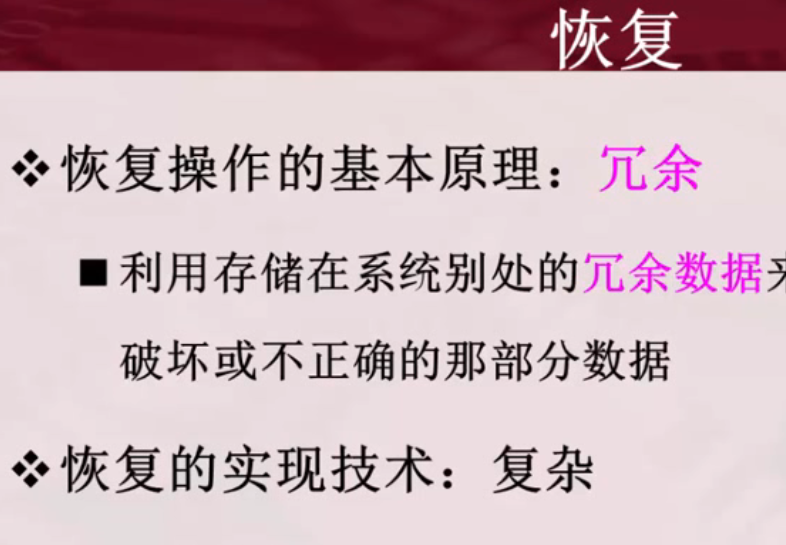 恢复
❖恢复操作的基本原理：冗余
■利用存储在系统别处的冗余数据
破坏或不正确的那部分数据
❖恢复的实现技术：复杂